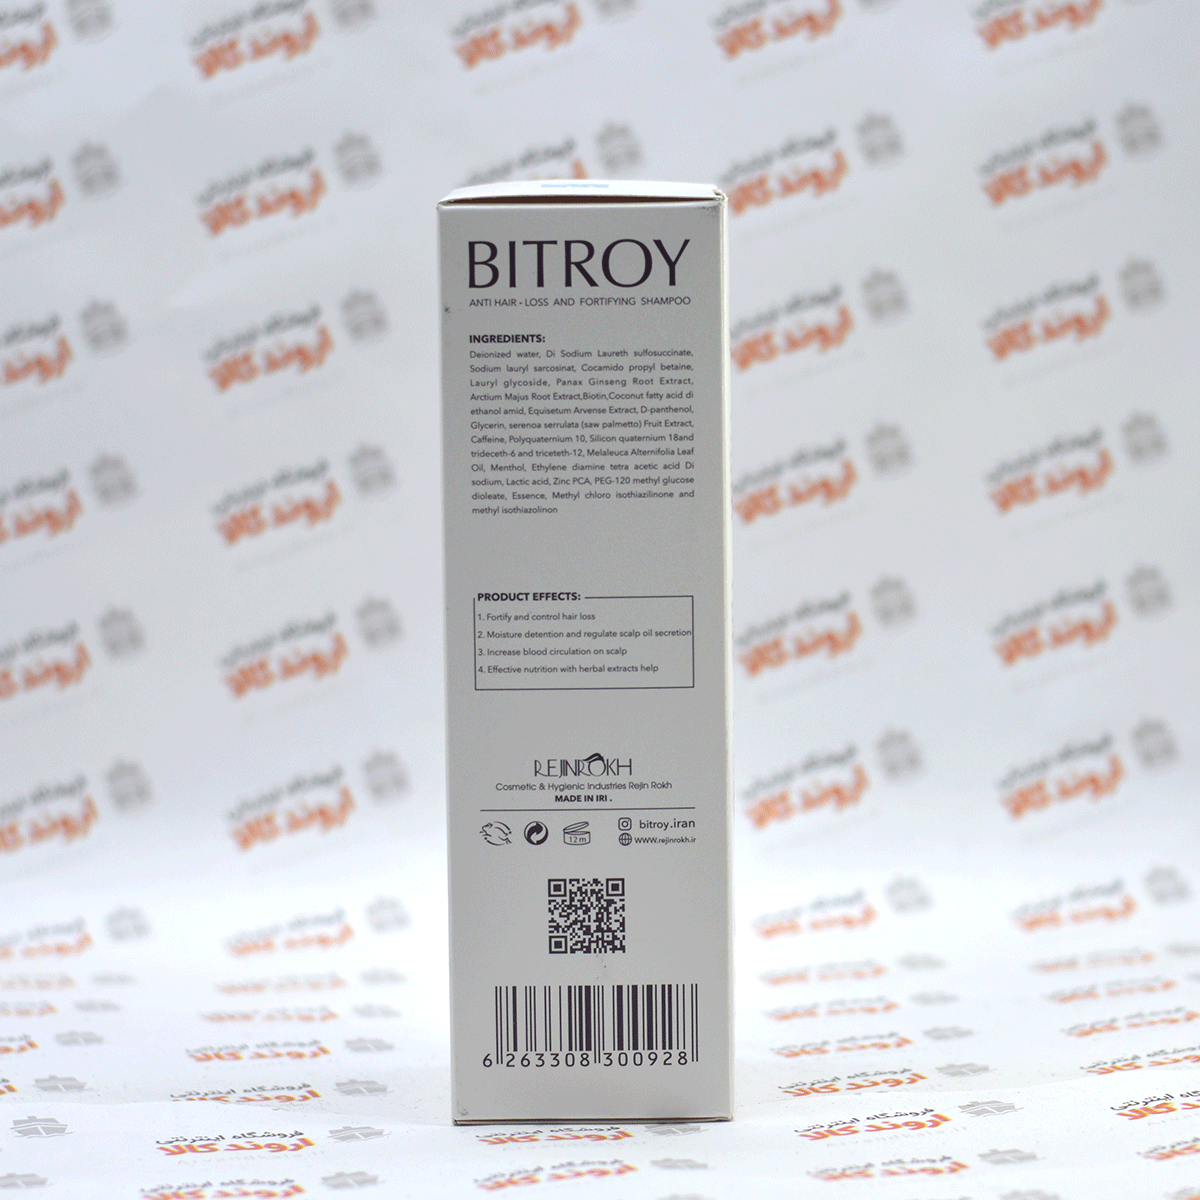 BITROY
ANTI HAIR - LOSS AND FORTIFYING SHAMPOO
INGREDIENTS:
Deionized water, Di Sodium Laureth sulfosuccinate,
Sodium lauryl sarcosinat, Cocamido propyl betaine,
Lauryl glycoside, Panax Ginseng Root Extract,
Arctium Majus Root Extract,Biotin,Coconut fatty acid di
ethanol amid, Equisetum Arvense Extract, D-panthenol,
Glycerin, serenoa serrulata (saw palmetto) Fruit Extract,
Caffeine, Polyquaternium 10, Silicon quaternium 18and
trideceth-6 and triceteth-12, Melaleuca Alternifolia Leaf
Oil, Menthol, Ethylene diamine tetra acetic acid Di
sodium, Lactic acid, Zinc PCA, PEG-120 methyl glucose
dioleate, Essence, Methyl chloro isothiazilinone and
methyl isothiazolinon
PRODUCT EFFECTS:
1. Fortify and control hair loss
2. Moisture detention and regulate scalp oil secretion
3. Increase blood circulation on scalp
4. Effective nutrition with herbal extracts help
REJINROKH
Cosmetic & Hygienic Industries Rejin Rokh
MADE IN IRI .
12 m
bitroy.iran
www.rejinrokh.ir
6 263308 300928
فروشگاه اینترنتی
اروند کالا